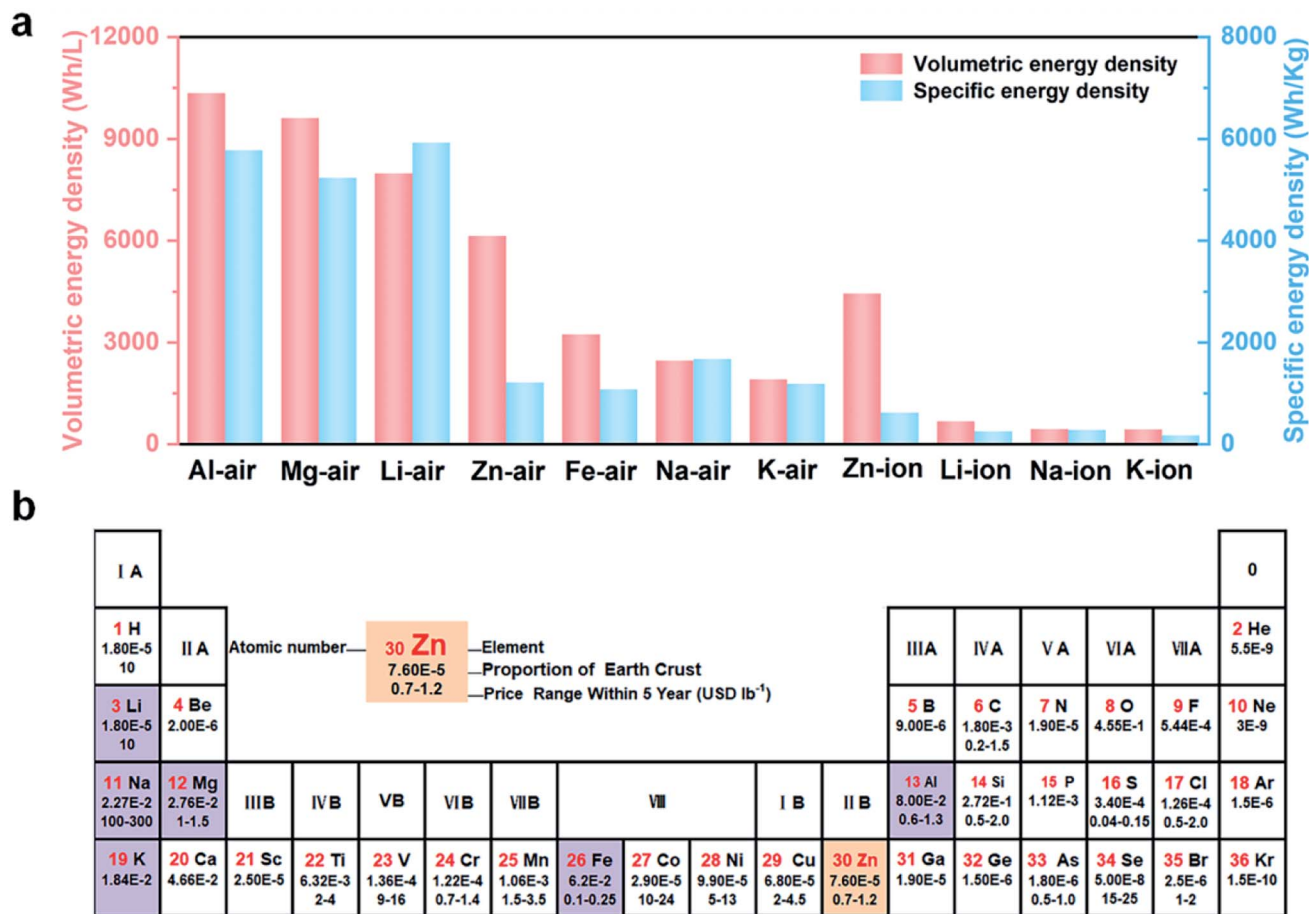 a
12000
9000
6000
3000
0
Volumetric energy density (Wh/L)
Volumetric energy density
Specific energy density
8000
6000
4000
2000
0
Specific energy density (Wh/Kg)
Al-air Mg-air Li-air Zn-air Fe-air Na-air K-air Zn-ion Li-ion Na-ion K-ion
b
I A
0
1 H
1.80E-5
10
II A
Atomic number
30 Zn
7.60E-5
0.7-1.2
Element
Proportion of Earth Crust
Price Range Within 5 Year (USD lb⁻¹)
III A
IV A
V A
VI A
VII A
2 He
5.5E-9
3 Li
1.80E-5
10
4 Be
2.00E-6
5 B
9.00E-6
6 C
1.80E-3
0.2-1.5
7 N
1.90E-5
8 O
4.55E-1
9 F
5.44E-4
10 Ne
3E-9
11 Na
2.27E-2
100-300
12 Mg
2.76E-2
1-1.5
III B
IV B
VB
VI B
VII B
VIII
I B
II B
13 Al
8.00E-2
0.6-1.3
14 Si
2.72E-1
0.5-2.0
15 P
1.12E-3
16 S
3.40E-4
0.04-0.15
17 Cl
1.26E-4
0.5-2.0
18 Ar
1.5E-6
19 K
1.84E-2
20 Ca
4.66E-2
21 Sc
2.50E-5
22 Ti
6.32E-3
2-4
23 V
1.36E-4
9-16
24 Cr
1.22E-4
0.7-1.4
25 Mn
1.06E-3
1.5-3.5
26 Fe
6.2E-2
0.1-0.25
27 Co
2.90E-5
10-24
28 Ni
9.90E-5
5-13
29 Cu
6.80E-5
2-4.5
30 Zn
7.60E-5
0.7-1.2
31 Ga
1.90E-5
32 Ge
1.50E-6
33 As
1.80E-6
0.5-1.0
34 Se
5.00E-8
15-25
35 Br
2.5E-6
1-2
36 Kr
1.5E-10